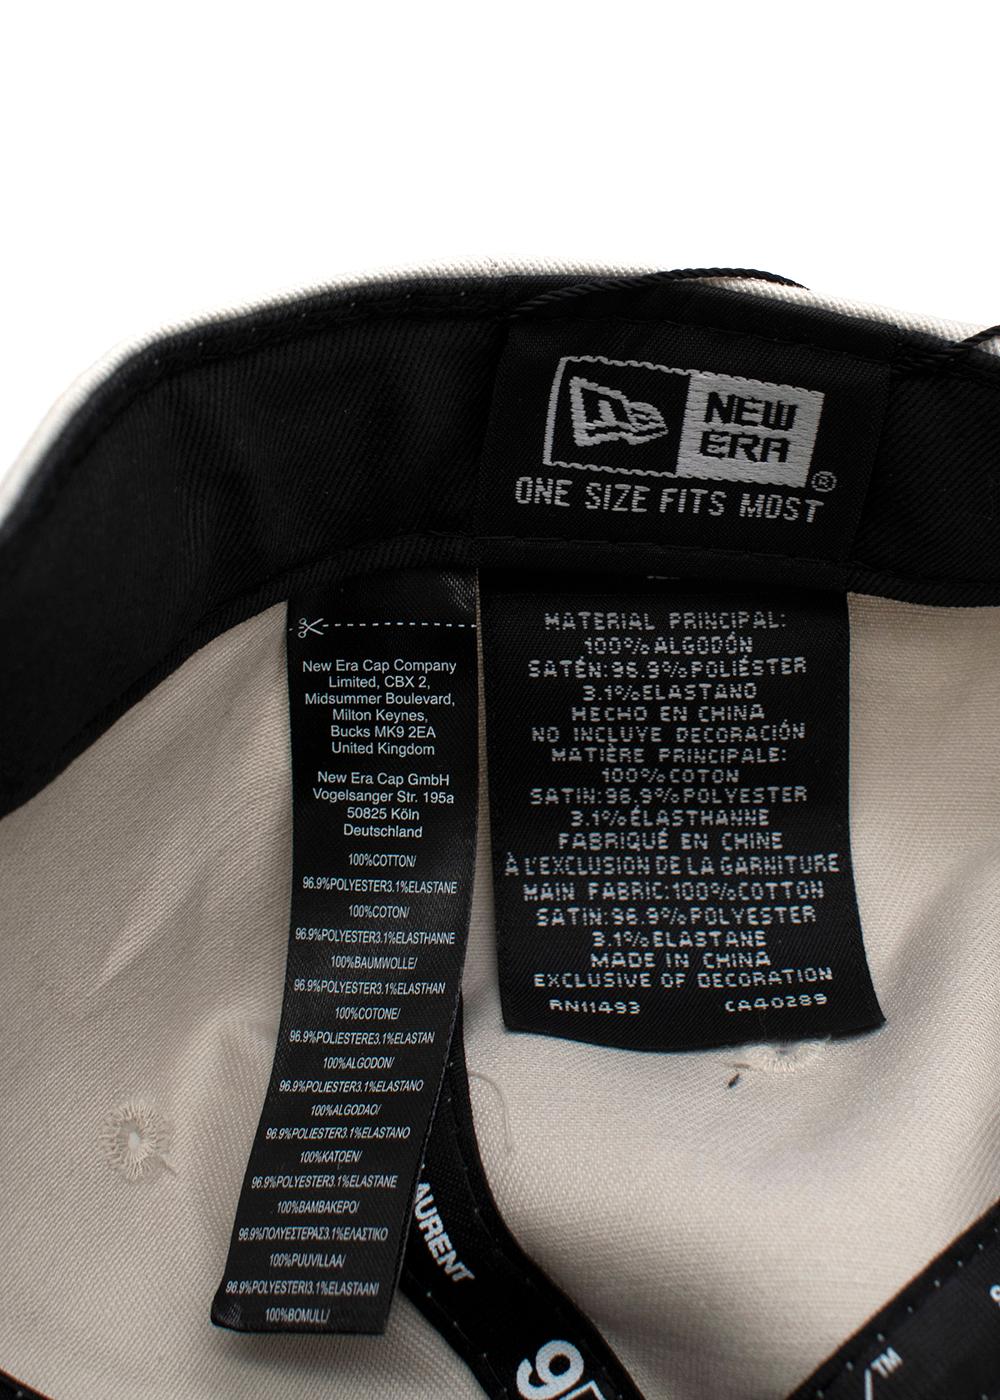 NEW
ERA
®
ONE SIZE FITS MOST
New Era Cap Company
Limited, CBX 2,
Midsummer Boulevard,
Milton Keynes,
Bucks MK9 2EA
United Kingdom
New Era Cap GmbH
Vogelsanger Str. 195a
50825 Köln
Deutschland
100%COTTON/
96.9%POLYESTER3.1%ELASTANE
100%COTON/
96.9%POLYESTER3.1%ELASTHANNE
100%BAUMWOLLE/
96.9%POLYESTER3.1%ELASTHAN
100%COTONE/
96.9%POLIESTERE3.1%ELASTAN
100%ALGODON/
96.9%POLIESTER3.1%ELASTANO
100%ALGODAO/
96.9%POLIESTER3.1%ELASTANO
100%KATOEN/
96.9%POLYESTER3.1%ELASTANE
100%BAMBAKEPO/
96.9%ΠΟΛΥΕΣΤΕΡΑΣ3.1%ΕΛΑΣΤΙΚΟ
100%PUUVILLAA/
96.9%POLYESTERI3.1%ELASTAANI
100%BOMULL/
MATERIAL PRINCIPAL:
100%ALGODÓN
SATÉN:96.9%POLIÉSTER
3.1%ELASTANO
HECHO EN CHINA
NO INCLUYE DECORACIÓN
MATIÈRE PRINCIPALE:
100%COTON
SATIN:96.9%POLYESTER
3.1%ÉLASTHANNE
FABRIQUÉ EN CHINE
À L'EXCLUSION DE LA GARNITURE
MAIN FABRIC:100%COTTON
SATIN:96.9%POLYESTER
3.1%ELASTANE
MADE IN CHINA
EXCLUSIVE OF DECORATION
RN11493 CA40289
AURENT
TM